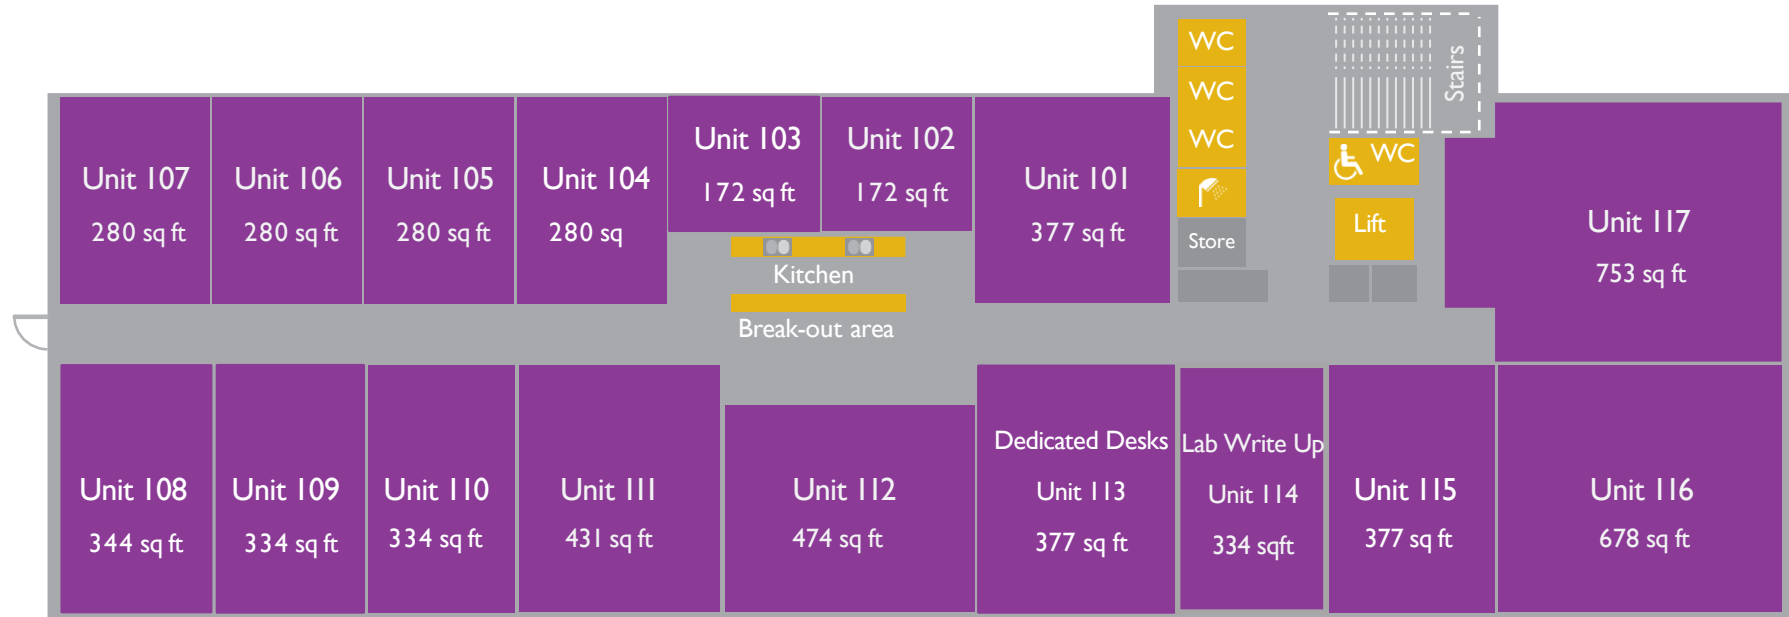 WC
WC
WC
Stairs
WC
Store
Lift
Unit 107
280 sq ft
Unit 106
280 sq ft
Unit 105
280 sq ft
Unit 104
280 sq
Unit 103
172 sq ft
Unit 102
172 sq ft
Unit 101
377 sq ft
Unit 117
753 sq ft
Kitchen
Break-out area
Unit 108
344 sq ft
Unit 109
334 sq ft
Unit 110
334 sq ft
Unit 111
431 sq ft
Unit 112
474 sq ft
Dedicated Desks
Unit 113
377 sq ft
Lab Write Up
Unit 114
334 sqft
Unit 115
377 sq ft
Unit 116
678 sq ft